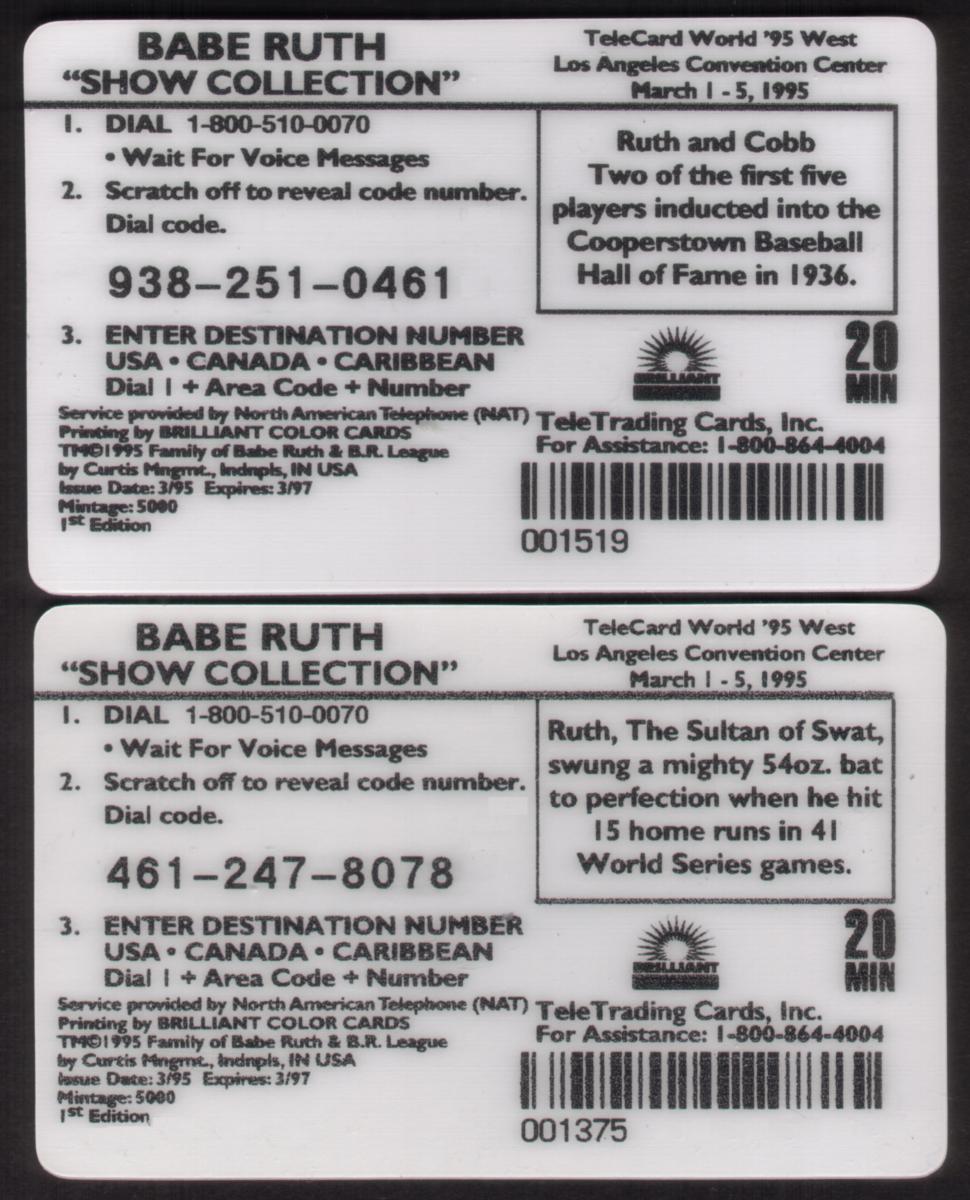 BABE RUTH
“SHOW COLLECTION”
TeleCard World '95 West
Los Angeles Convention Center
March 1 - 5, 1995
1. DIAL 1-800-510-0070
• Wait For Voice Messages
2. Scratch off to reveal code number.
Dial code.
938-251-0461
3. ENTER DESTINATION NUMBER
USA • CANADA • CARIBBEAN
Dial 1 + Area Code + Number
Service provided by North American Telephone (NAT)
Printing by BRILLIANT COLOR CARDS
TM©1995 Family of Babe Ruth & B.R. League
by Curtis Mngmt., Indnpls, IN USA
Issue Date: 3/95 Expires: 3/97
Mintage: 5000
1st Edition
Ruth and Cobb
Two of the first five
players inducted into the
Cooperstown Baseball
Hall of Fame in 1936.
BRILLIANT
20
MIN
TeleTrading Cards, Inc.
For Assistance: 1-800-864-4004
001519
BABE RUTH
“SHOW COLLECTION”
TeleCard World '95 West
Los Angeles Convention Center
March 1 - 5, 1995
1. DIAL 1-800-510-0070
• Wait For Voice Messages
2. Scratch off to reveal code number.
Dial code.
461-247-8078
3. ENTER DESTINATION NUMBER
USA • CANADA • CARIBBEAN
Dial 1 + Area Code + Number
Service provided by North American Telephone (NAT)
Printing by BRILLIANT COLOR CARDS
TM©1995 Family of Babe Ruth & B.R. League
by Curtis Mngmt., Indnpls, IN USA
Issue Date: 3/95 Expires: 3/97
Mintage: 5000
1st Edition
Ruth, The Sultan of Swat,
swung a mighty 54oz. bat
to perfection when he hit
15 home runs in 41
World Series games.
BRILLIANT
20
MIN
TeleTrading Cards, Inc.
For Assistance: 1-800-864-4004
001375